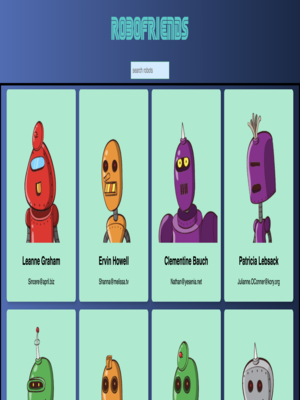 ROBOFRIENDS
search robots
Leanne Graham
Ervin Howell
Clementine Bauch
Patricia Lebsack
Sincere@april.biz
Shanna@melissa.tv
Nathan@yesenia.net
Julianne.OConner@kory.org